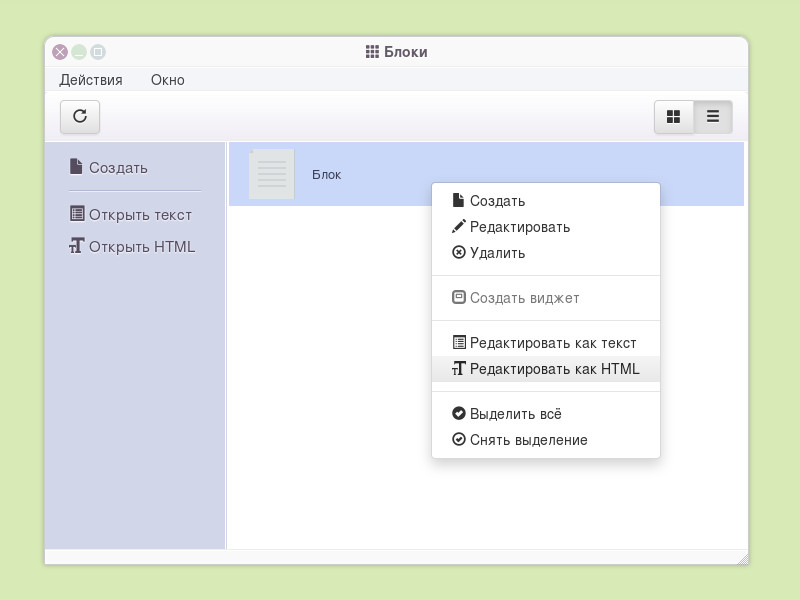 Блоки
Действия Окно
Создать
Открыть текст
Открыть HTML
Блок
Создать
Редактировать
Удалить
Создать виджет
Редактировать как текст
Редактировать как HTML
Выделить всё
Снять выделение